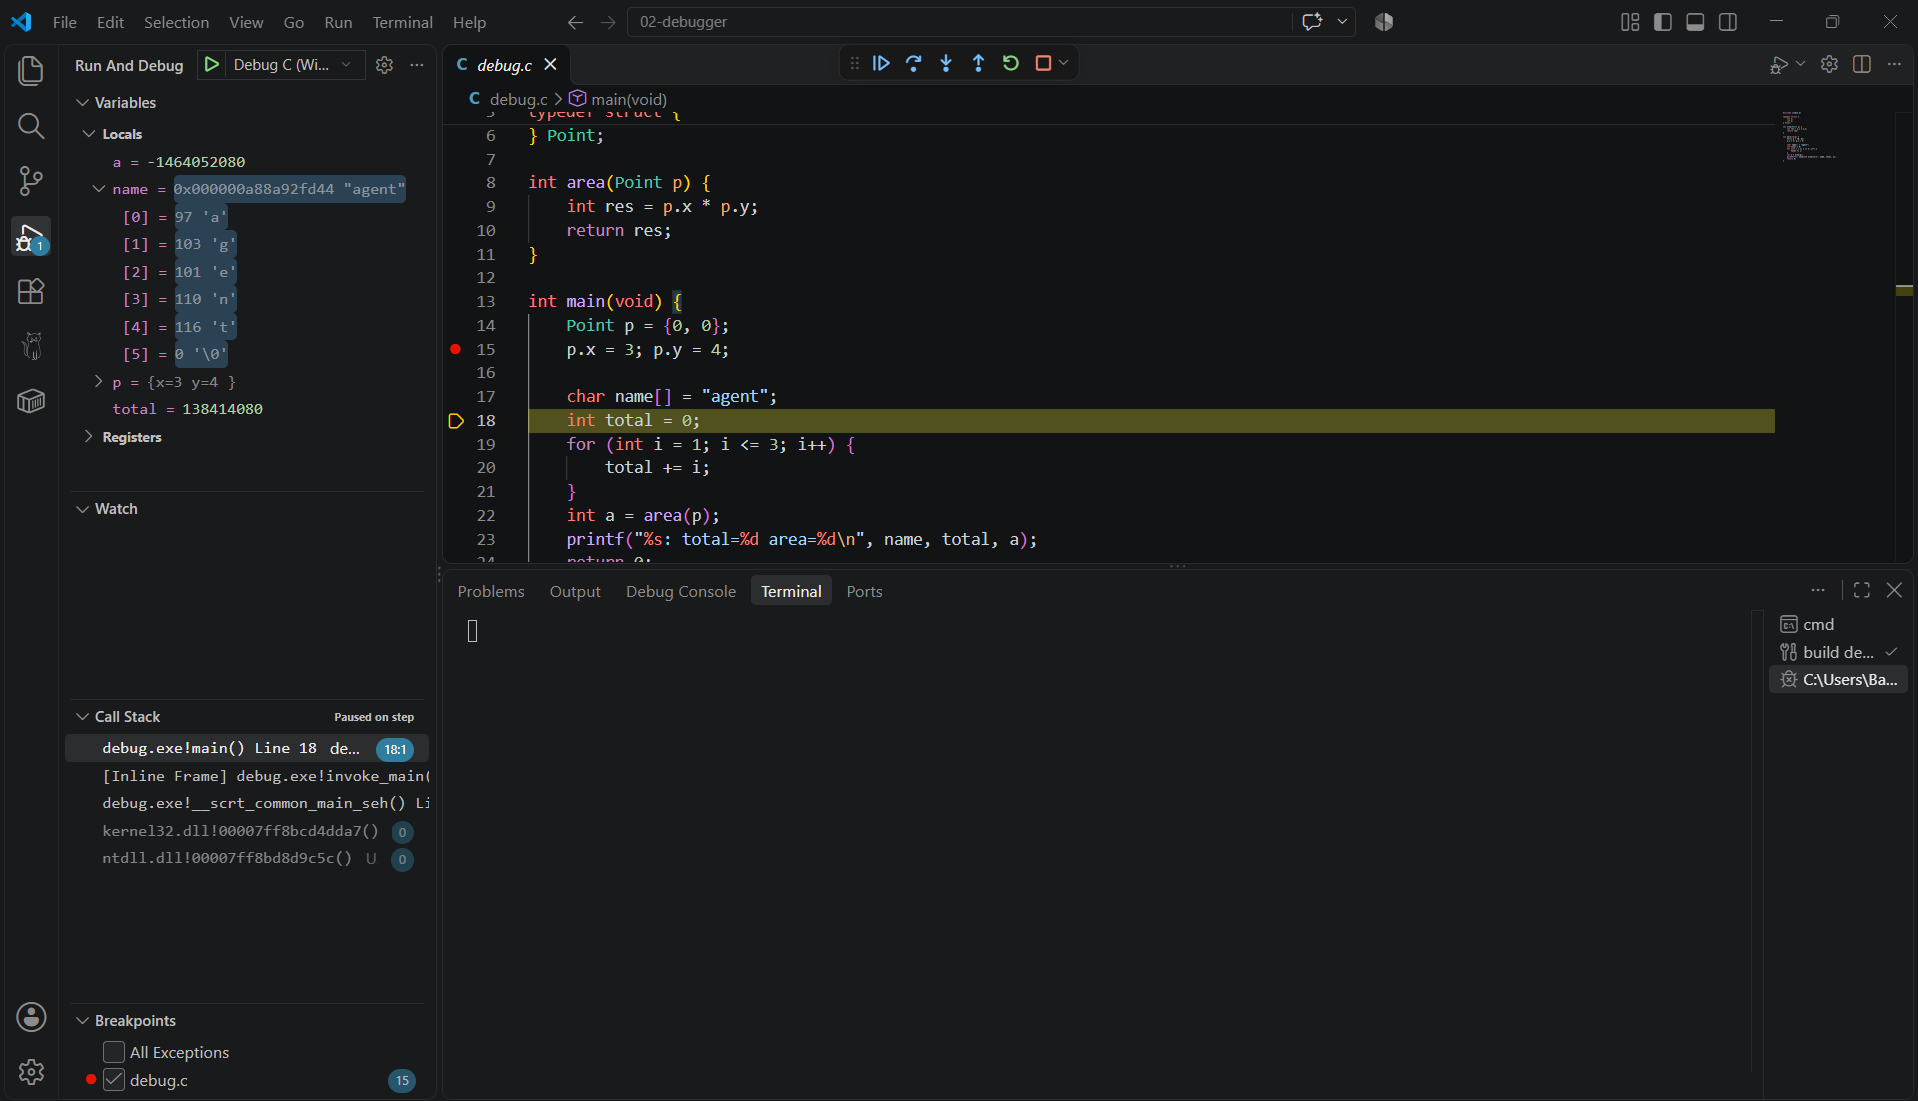 File Edit Selection View Go Run Terminal Help
02-debugger
Run And Debug
Debug C (Wi...
Variables
Locals
a = -1464052080
name = 0x000000a88a92fd44 "agent"
[0] = 97 'a'
[1] = 103 'g'
[2] = 101 'e'
[3] = 110 'n'
[4] = 116 't'
[5] = 0 '\0'
p = {x=3 y=4 }
total = 138414080
Registers
Watch
Call Stack
Paused on step
debug.exe!main() Line 18 de... 18:1
[Inline Frame] debug.exe!invoke_main(
debug.exe!__scrt_common_main_seh() Li
kernel32.dll!00007ff8bcd4dda7() 0
ntdll.dll!00007ff8bd8d9c5c() U 0
Breakpoints
All Exceptions
debug.c 15
1
C debug.c
C debug.c > main(void)
5 typedef struct {
6 } Point;
7
8 int area(Point p) {
9 int res = p.x * p.y;
10 return res;
11 }
12
13 int main(void) {
14 Point p = {0, 0};
15 p.x = 3; p.y = 4;
16
17 char name[] = "agent";
18 int total = 0;
19 for (int i = 1; i <= 3; i++) {
20 total += i;
21 }
22 int a = area(p);
23 printf("%s: total=%d area=%d\n", name, total, a);
24 return 0;
Problems Output Debug Console Terminal Ports
cmd
build de...
C:\Users\Ba...